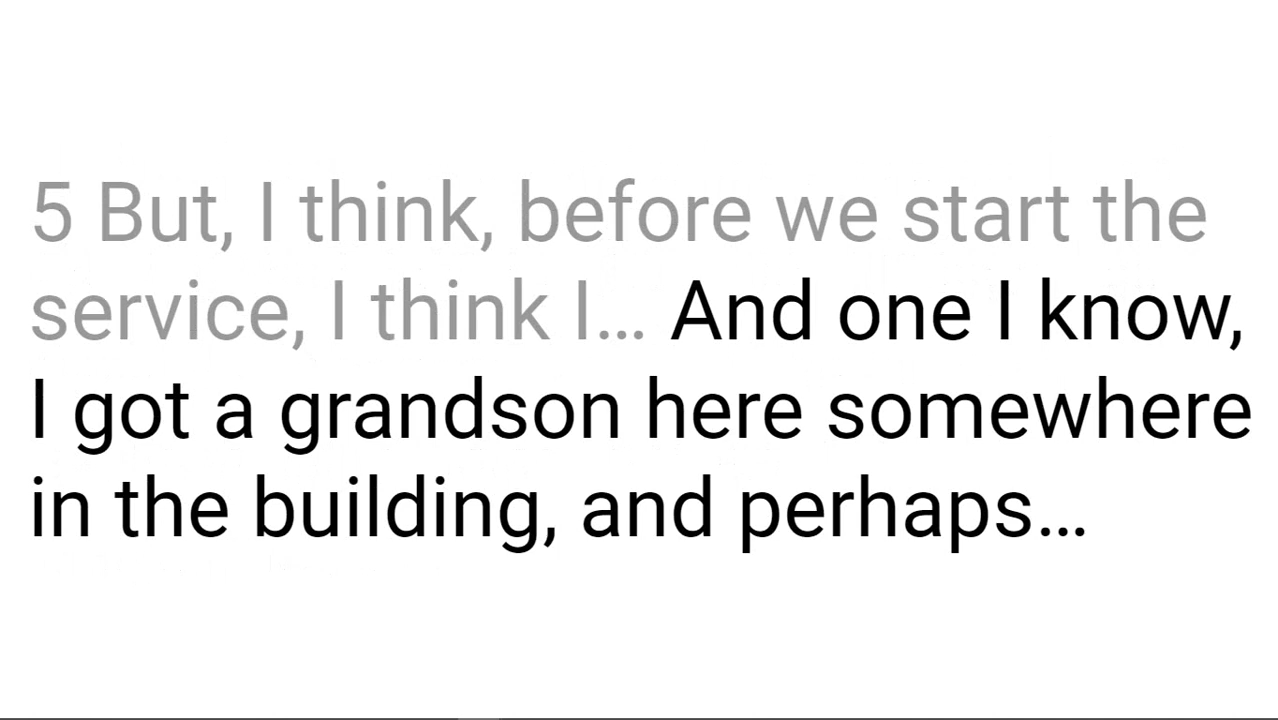 5 But, I think, before we start the
service, I think I… And one I know,
I got a grandson here somewhere
in the building, and perhaps…